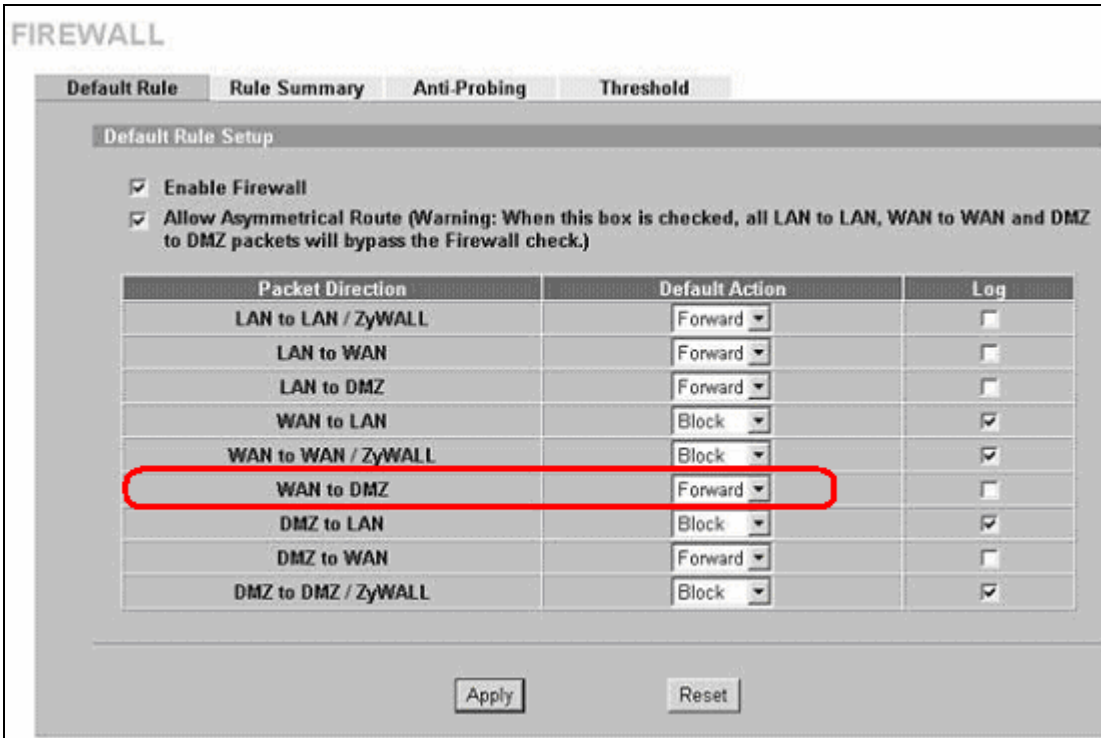 FIREWALL
Default Rule Rule Summary Anti-Probing Threshold
Default Rule Setup
Enable Firewall
Allow Asymmetrical Route (Warning: When this box is checked, all LAN to LAN, WAN to WAN and DMZ
to DMZ packets will bypass the Firewall check.)
Packet Direction Default Action Log
LAN to LAN / ZyWALL Forward
LAN to WAN Forward
LAN to DMZ Forward
WAN to LAN Block
WAN to WAN / ZyWALL Block
WAN to DMZ Forward
DMZ to LAN Block
DMZ to WAN Forward
DMZ to DMZ / ZyWALL Block
Apply Reset